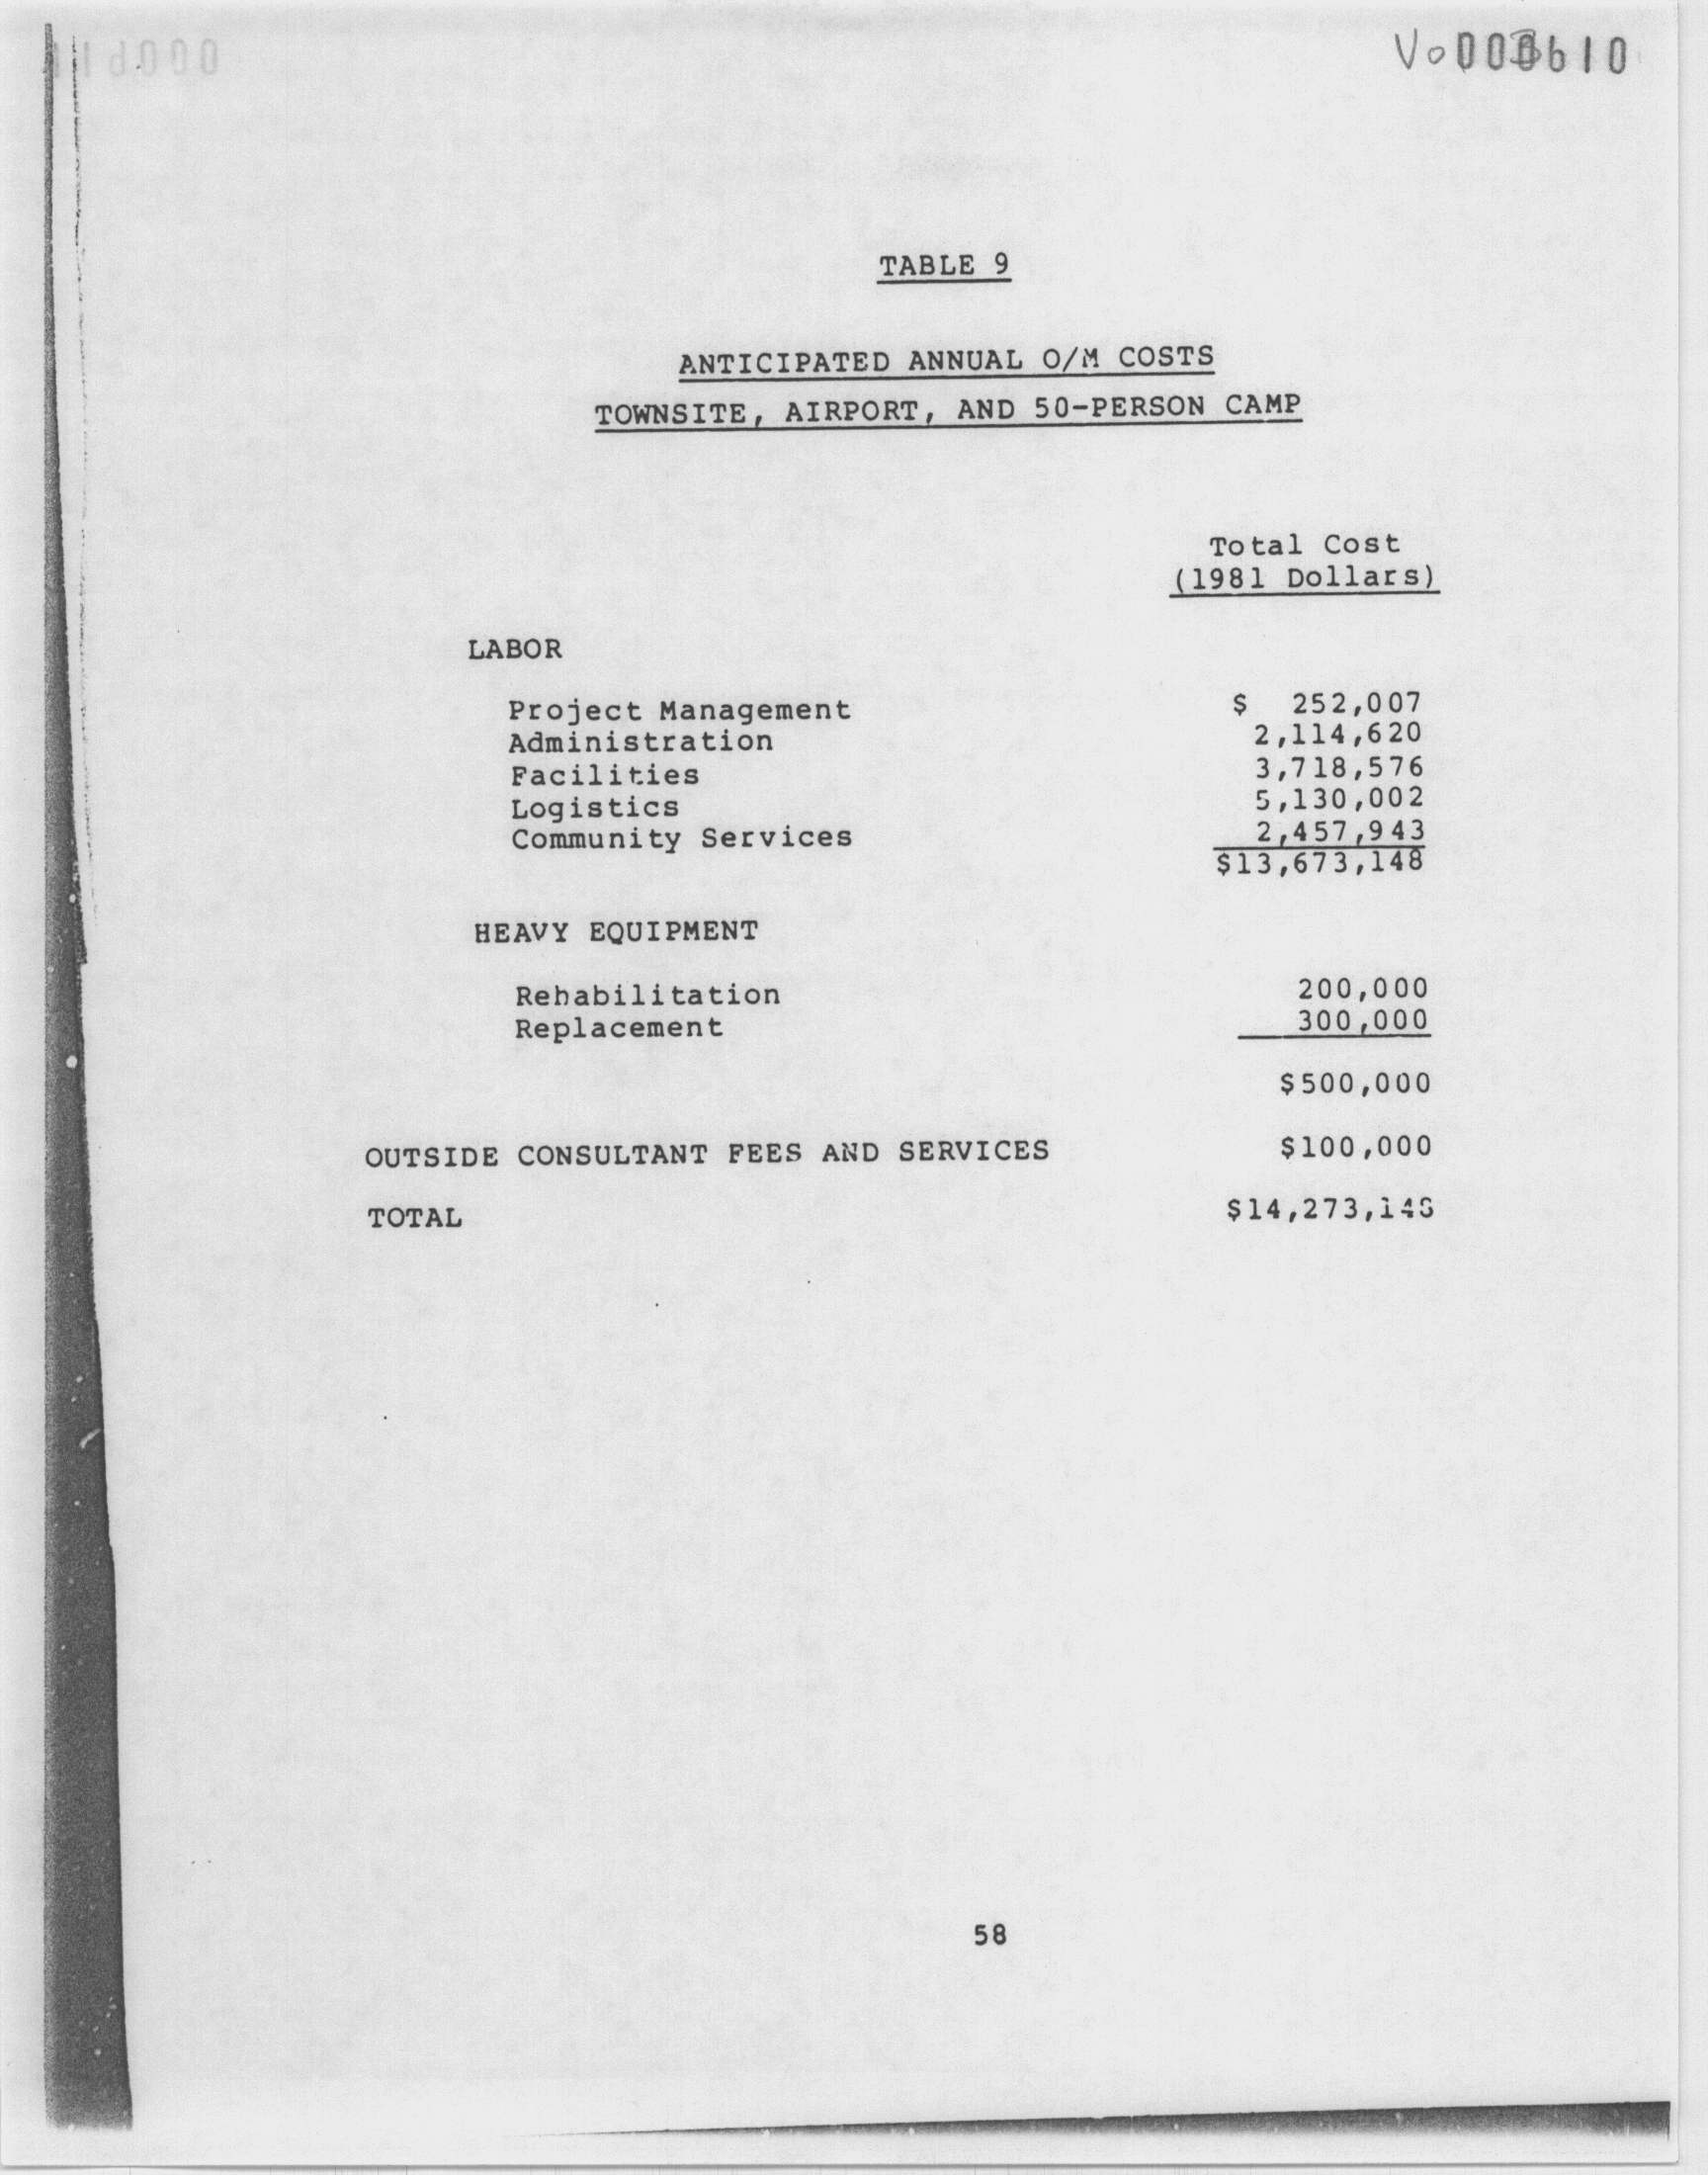 TABLE 9
ANTICIPATED ANNUAL O/M COSTS
TOWNSITE, AIRPORT, AND 50-PERSON CAMP
Total Cost
(1981 Dollars)
LABOR
Project Management $ 252,007
Administration 2,114,620
Facilities 3,718,576
Logistics 5,130,002
Community Services 2,457,943
$13,673,148
HEAVY EQUIPMENT
Rehabilitation 200,000
Replacement 300,000
$500,000
OUTSIDE CONSULTANT FEES AND SERVICES $100,000
TOTAL $14,273,148
58